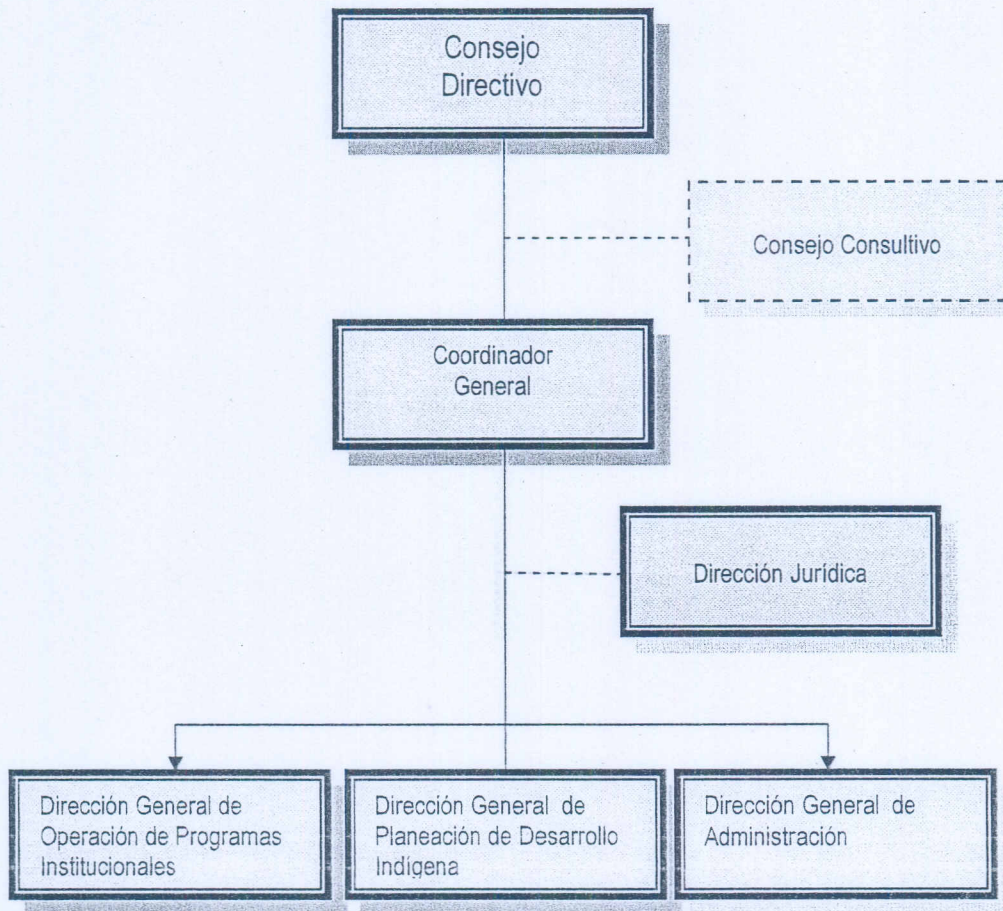 Consejo
Directivo
Consejo Consultivo
Coordinador
General
Dirección Jurídica
Dirección General de
Operación de Programas
Institucionales
Dirección General de
Planeación de Desarrollo
Indígena
Dirección General de
Administración